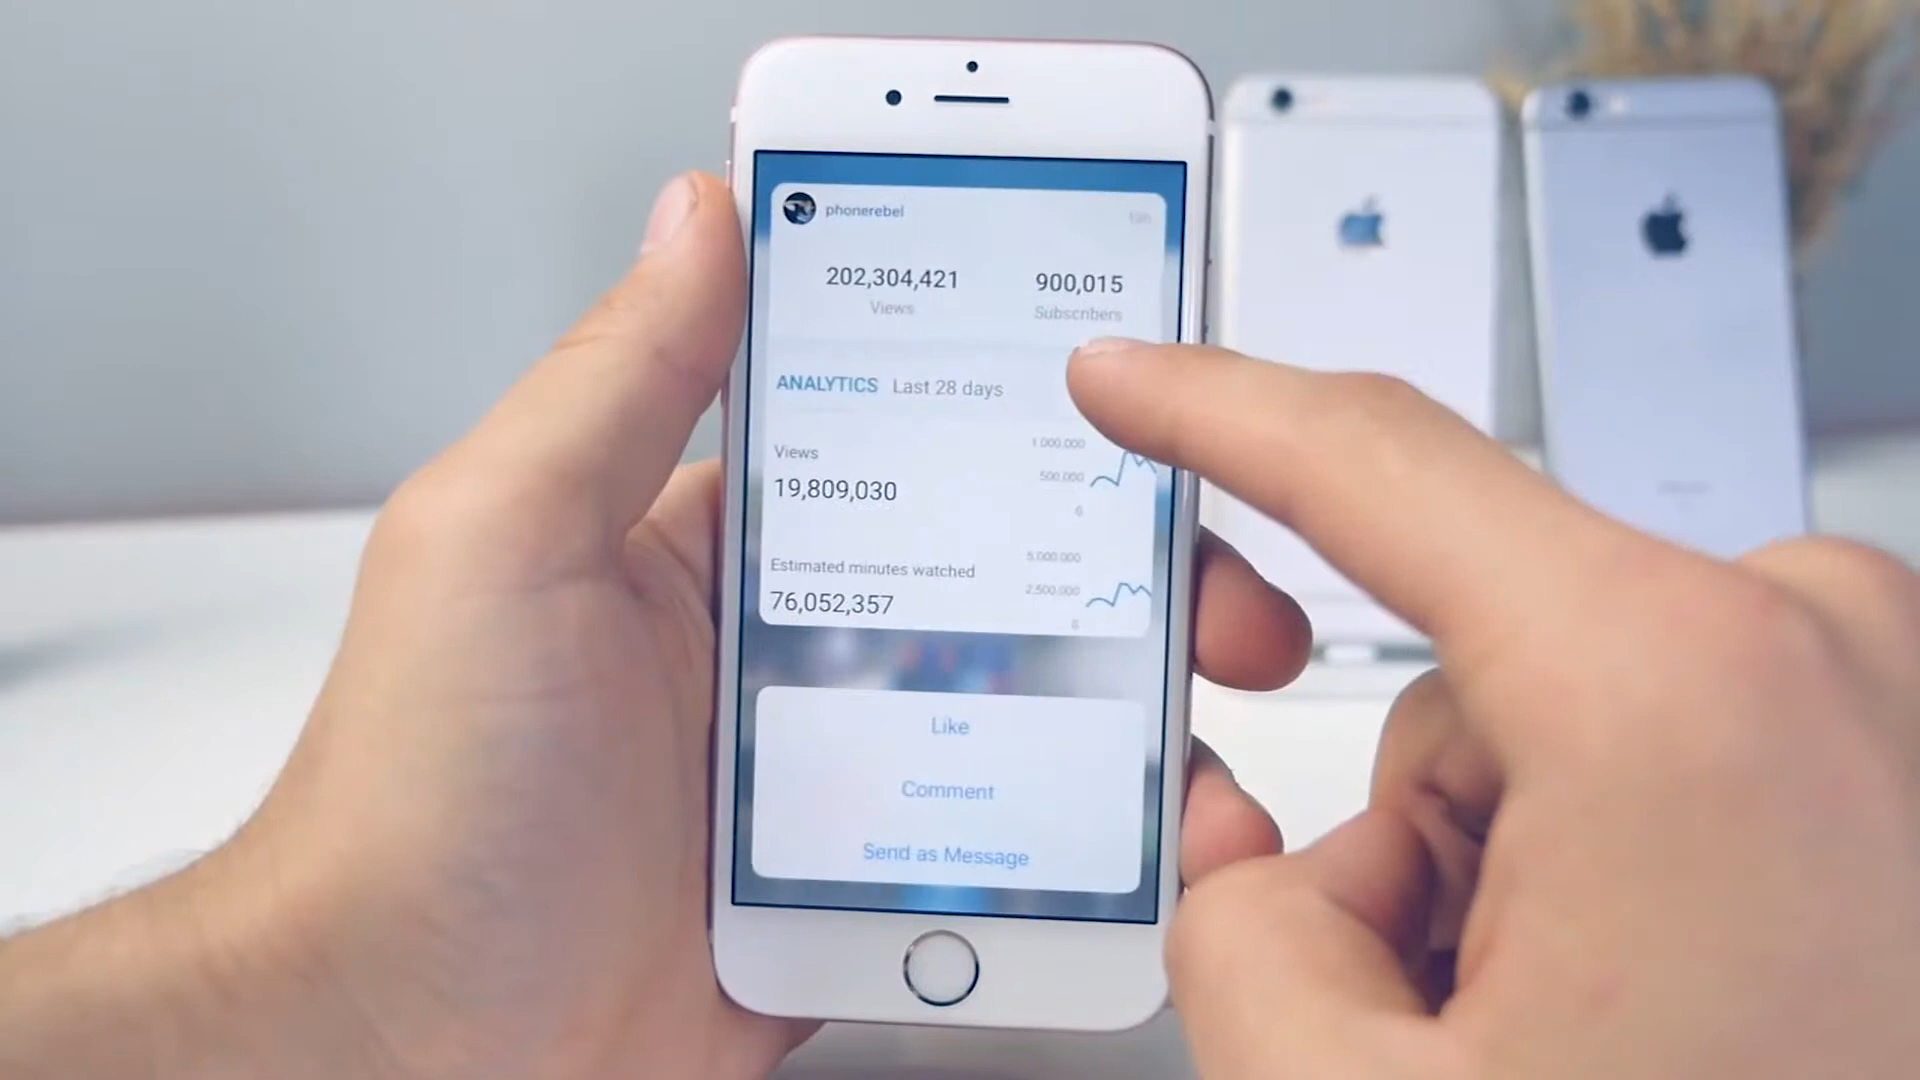 phonerebel
202,304,421 900,015
Views Subscribers
ANALYTICS Last 28 days
Views
19,809,030
1 000,000
500,000
Estimated minutes watched
76,052,357
5,000,000
2,500,000
Like
Comment
Send as Message